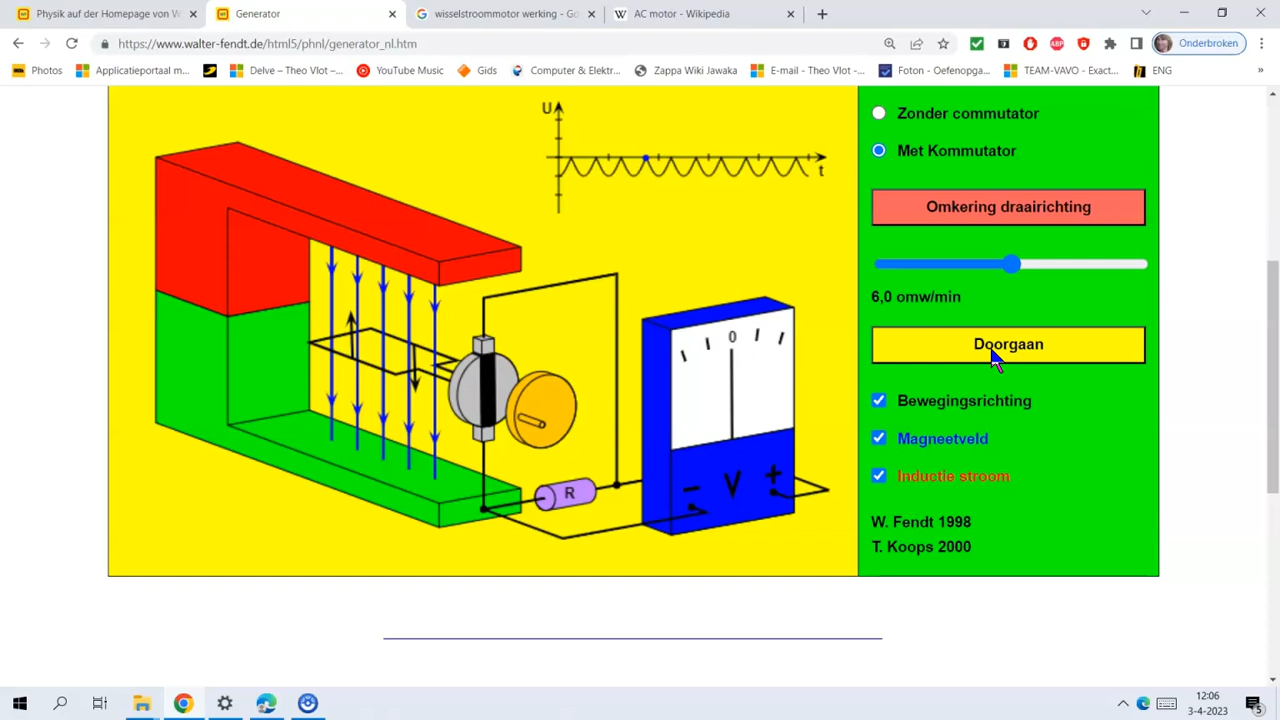 Physik auf der Homepage von W
Generator
wisselstroommotor werking - Go
AC motor - Wikipedia
https://www.walter-fendt.de/html5/phnl/generator_nl.htm
ABP
Onderbroken
Photos
Applicatieportaal m...
Delve – Theo Vlot –...
YouTube Music
Gids
Computer & Elektr...
Zappa Wiki Jawaka
E-mail - Theo Vlot -...
Foton - Oefenopga...
TEAM-VAVO - Exact...
ENG
»
U
t
0
V
− +
R
Zonder commutator
Met Kommutator
Omkering draairichting
6,0 omw/min
Doorgaan
Bewegingsrichting
Magneetveld
Inductie stroom
W. Fendt 1998
T. Koops 2000
12:06
3-4-2023
5